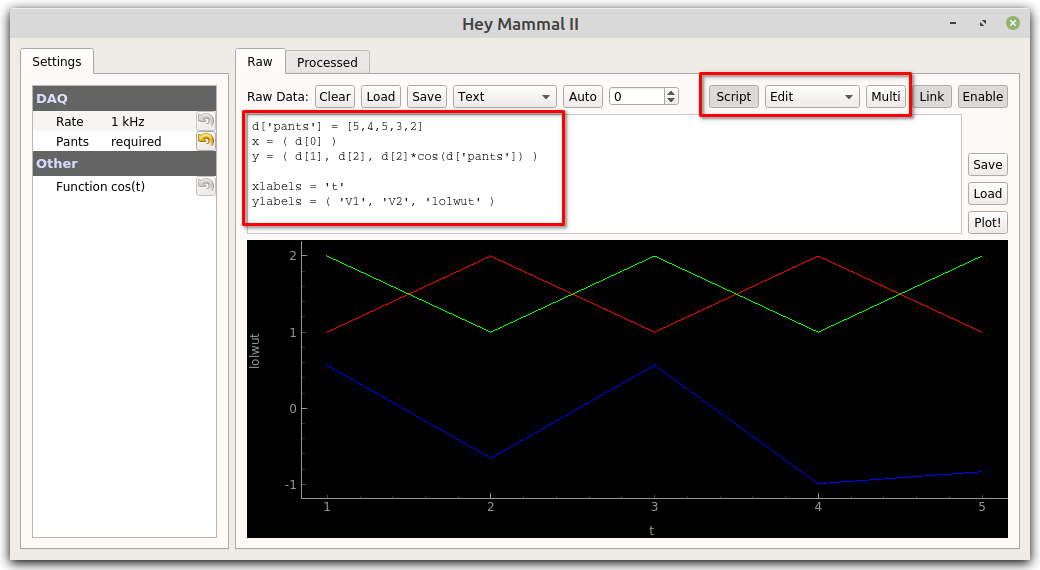 Hey Mammal II
Settings
DAQ
Rate 1 kHz
Pants required
Other
Function cos(t)
Raw Processed
Raw Data: Clear Load Save Text Auto 0 Script Edit Multi Link Enable
d['pants'] = [5,4,5,3,2]
x = ( d[0] )
y = ( d[1], d[2], d[2]*cos(d['pants']) )
xlabels = 't'
ylabels = ( 'V1', 'V2', 'lolwut' )
Save
Load
Plot!
lolwut
2
1
0
-1
1 2 3 4 5
t